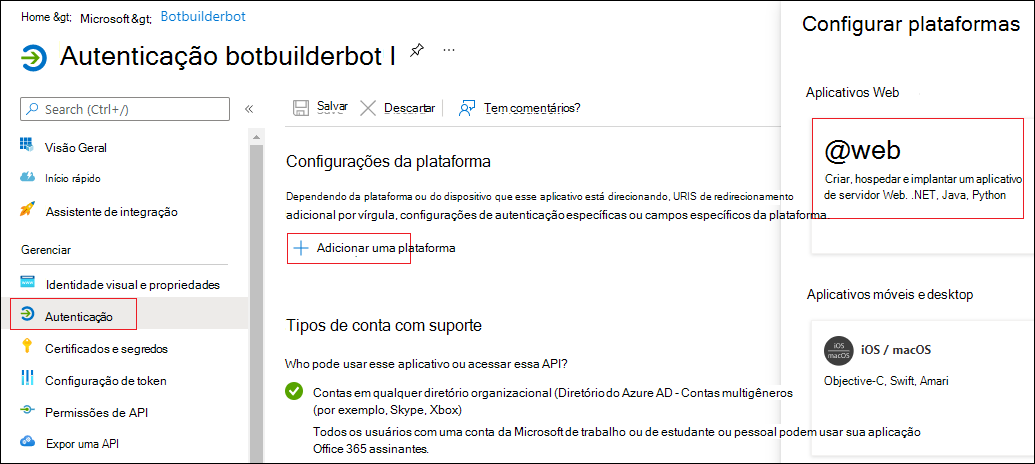 Home &gt; Microsoft &gt; Botbuilderbot
Autenticação botbuilderbot I
Search (Ctrl+/)
Visão Geral
Início rápido
Assistente de integração
Gerenciar
Identidade visual e propriedades
Autenticação
Certificados e segredos
Configuração de token
Permissões de API
Expor uma API
Salvar
Descartar
Tem comentários?
Configurações da plataforma
Dependendo da plataforma ou do dispositivo que esse aplicativo está direcionando, URIS de redirecionamento
adicional por vírgula, configurações de autenticação específicas ou campos específicos da plataforma.
Adicionar uma plataforma
Tipos de conta com suporte
Who pode usar esse aplicativo ou acessar essa API?
Contas em qualquer diretório organizacional (Diretório do Azure AD - Contas multigêneros
(por exemplo, Skype, Xbox)
Todos os usuários com uma conta da Microsoft de trabalho ou de estudante ou pessoal podem usar sua aplicação
Office 365 assinantes.
Configurar plataformas
Aplicativos Web
@web
Criar, hospedar e implantar um aplicativo
de servidor Web. .NET, Java, Python
Aplicativos móveis e desktop
iOS
macOS
iOS / macOS
Objective-C, Swift, Amari